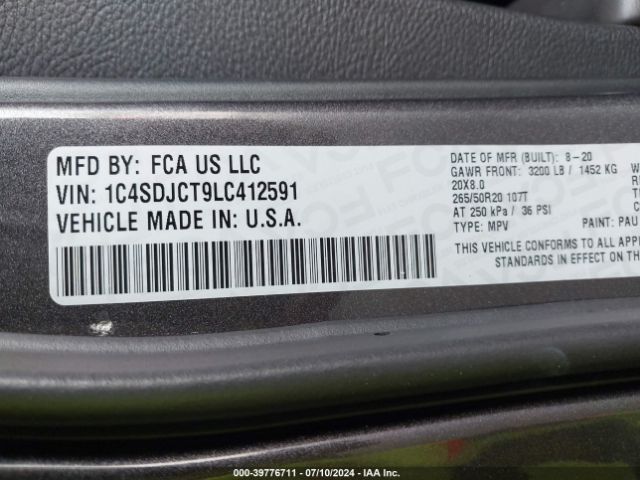 MFD BY: FCA US LLC
VIN: 1C4SDJCT9LC412591
VEHICLE MADE IN: U.S.A.
DATE OF MFR (BUILT): 8-20
GAWR FRONT: 3200 LB / 1452 KG
20X8.0
265/50R20 107T
AT 250 kPa / 36 PSI
TYPE: MPV PAINT: PAU
THIS VEHICLE CONFORMS TO ALL APP
STANDARDS IN EFFECT ON THE
000-39776711 - 07/10/2024 - IAA Inc.